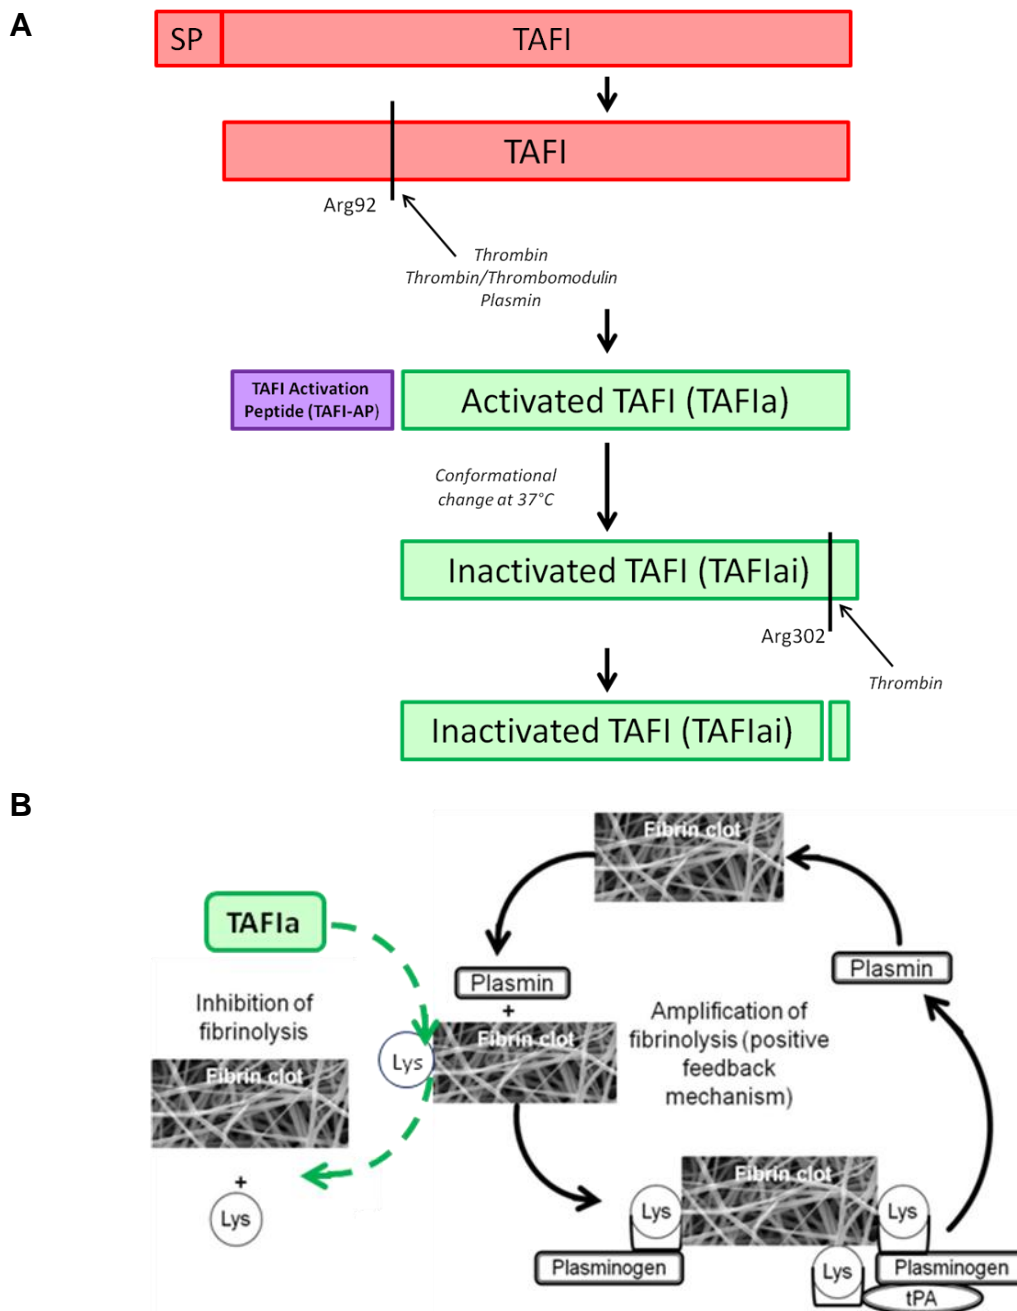 A
SP
TAFI
TAFI
Arg92
Thrombin
Thrombin/Thrombomodulin
Plasmin
TAFI Activation
Peptide (TAFI-AP)
Activated TAFI (TAFIa)
Conformational
change at 37°C
Inactivated TAFI (TAFIai)
Arg302
Thrombin
Inactivated TAFI (TAFIai)
B
Fibrin clot
TAFIa
Plasmin
Plasmin
+
Inhibition of
fibrinolysis
Amplification of
fibrinolysis (positive
feedback
mechanism)
Lys
Fibrin clot
Fibrin clot
+
Lys
Fibrin clot
Lys
Lys
Plasminogen
Lys
Plasminogen
tPA